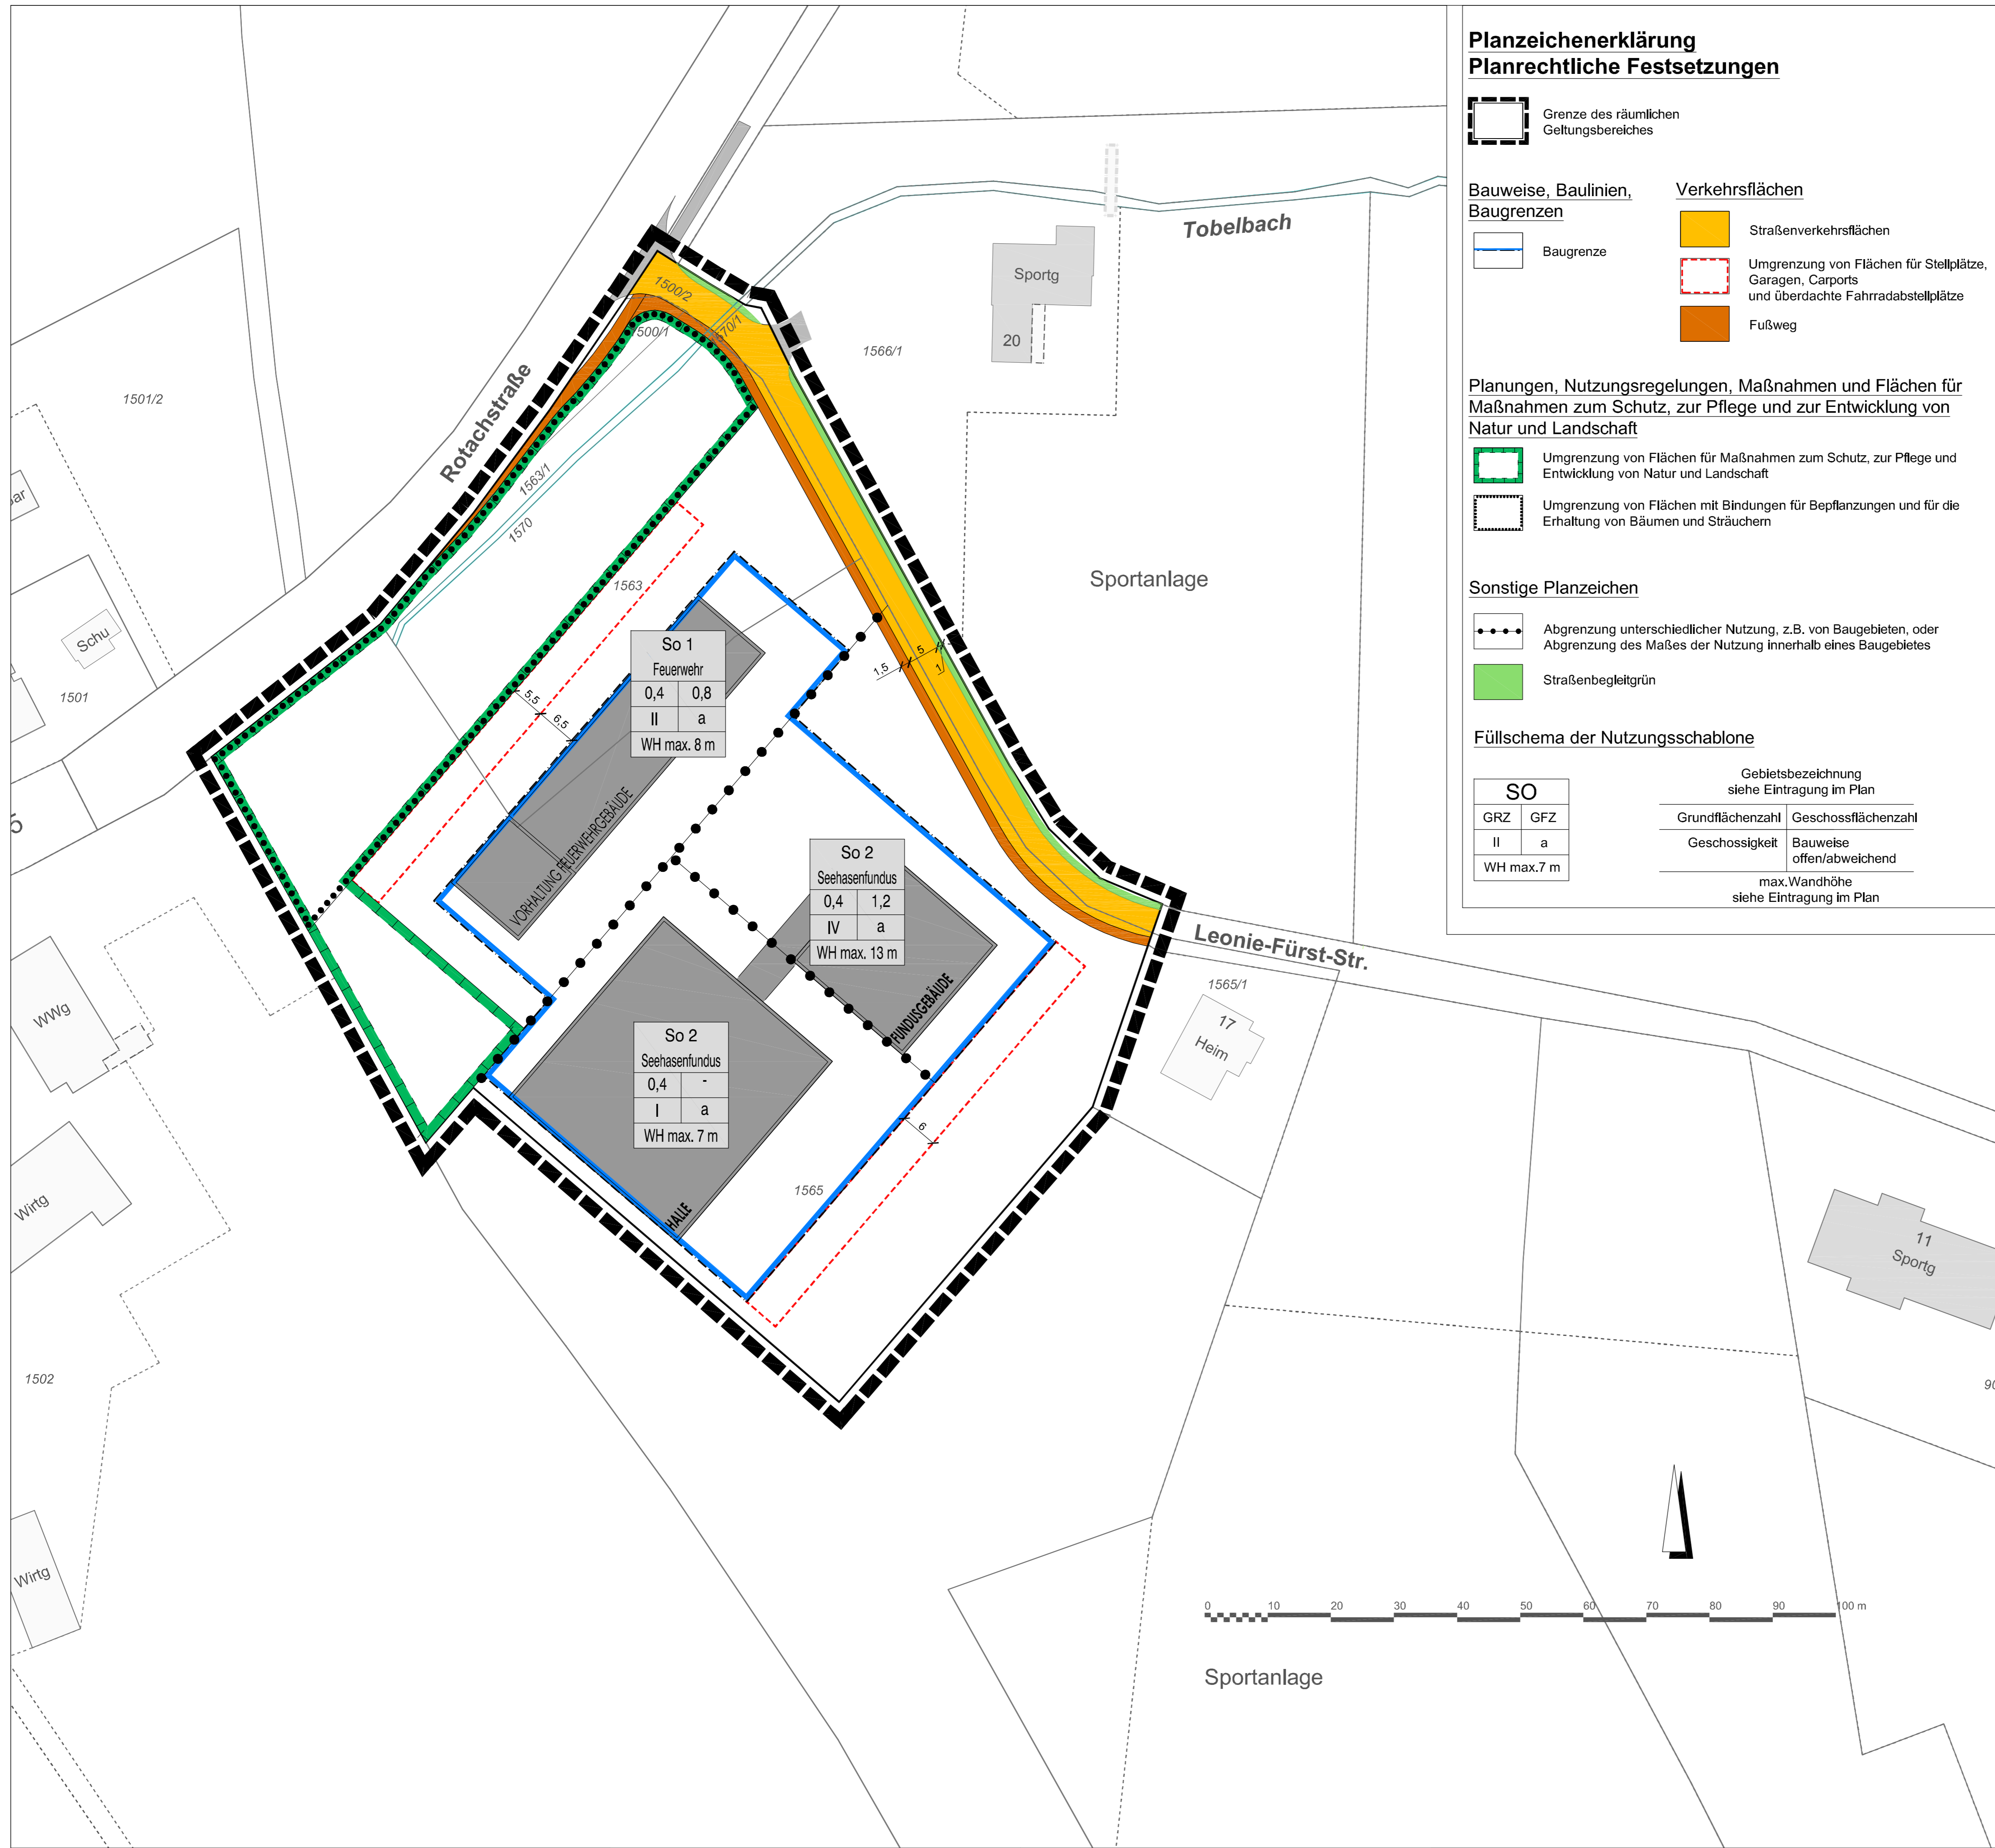 Planzeichenerklärung
Planrechtliche Festsetzungen
Grenze des räumlichen
Geltungsbereiches
Bauweise, Baulinien,
Baugrenzen
Baugrenze
Verkehrsflächen
Straßenverkehrsflächen
Umgrenzung von Flächen für Stellplätze,
Garagen, Carports
und überdachte Fahrradabstellplätze
Fußweg
Planungen, Nutzungsregelungen, Maßnahmen und Flächen für
Maßnahmen zum Schutz, zur Pflege und zur Entwicklung von
Natur und Landschaft
Umgrenzung von Flächen für Maßnahmen zum Schutz, zur Pflege und
Entwicklung von Natur und Landschaft
Umgrenzung von Flächen mit Bindungen für Bepflanzungen und für die
Erhaltung von Bäumen und Sträuchern
Sonstige Planzeichen
Abgrenzung unterschiedlicher Nutzung, z.B. von Baugebieten, oder
Abgrenzung des Maßes der Nutzung innerhalb eines Baugebietes
Straßenbegleitgrün
Füllschema der Nutzungsschablone
SO
GRZ GFZ
II a
WH max.7 m
Gebietsbezeichnung
siehe Eintragung im Plan
Grundflächenzahl Geschossflächenzahl
Geschossigkeit Bauweise
offen/abweichend
max.Wandhöhe
siehe Eintragung im Plan
Tobelbach
Sportg
20
1566/1
1500/2
1500/1
1570/1
Rotachstraße
1501/2
1563/1
1570
1563
Sportanlage
Schu
1501
So 1
Feuerwehr
0,4 0,8
II a
WH max. 8 m
5,5
6,5
1,5
5
1
VORHALTUNG FEUERWEHRGEBÄUDE
So 2
Seehasenfundus
0,4 1,2
IV a
WH max. 13 m
FUNDUSGEBÄUDE
So 2
Seehasenfundus
0,4 -
I a
WH max. 7 m
HALLE
6
1565
Leonie-Fürst-Str.
1565/1
17
Heim
WWg
Wirtg
1502
Wirtg
11
Sportg
0 10 20 30 40 50 60 70 80 90 100 m
Sportanlage